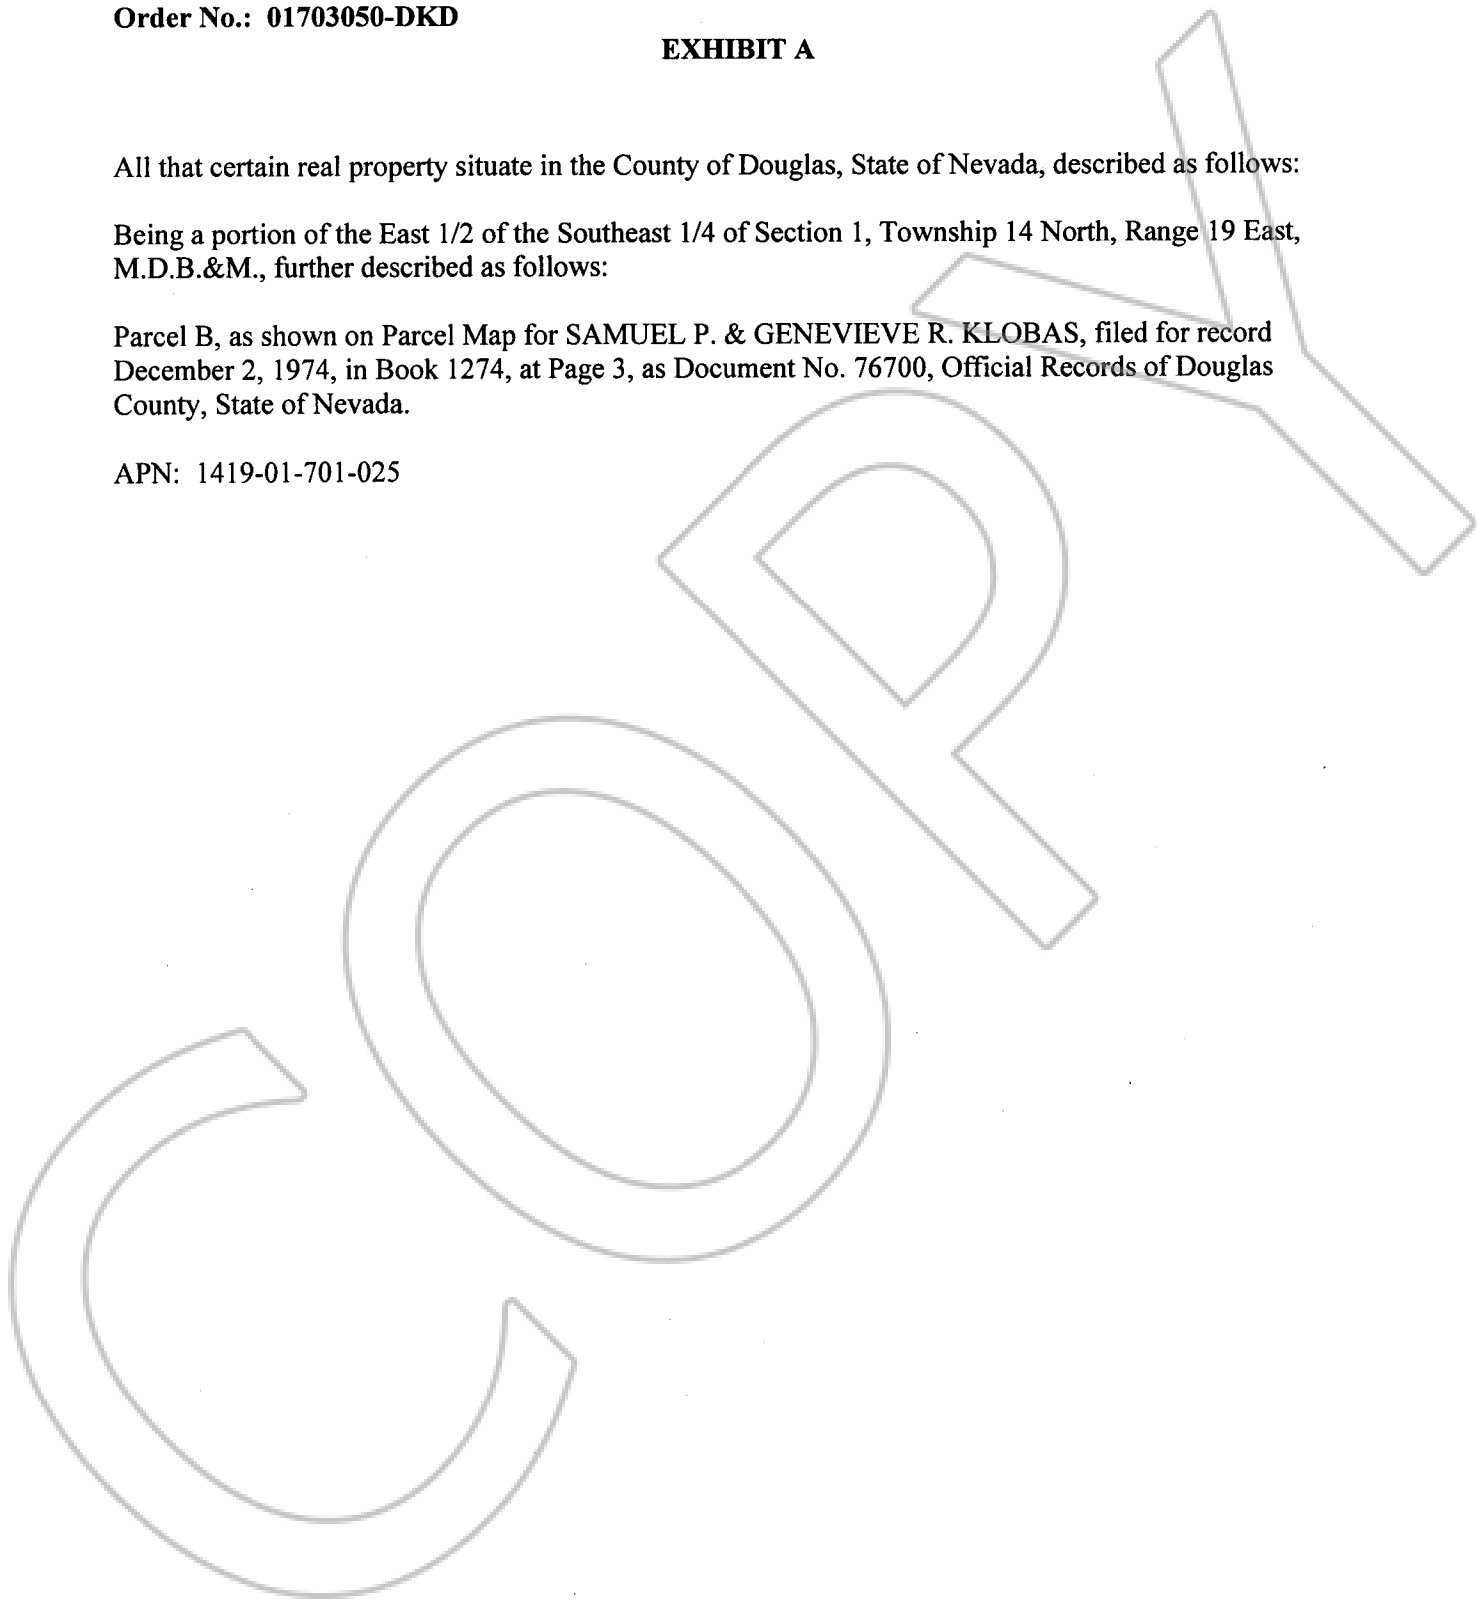 Order No.: 01703050-DKD
EXHIBIT A
All that certain real property situate in the County of Douglas, State of Nevada, described as follows:
Being a portion of the East 1/2 of the Southeast 1/4 of Section 1, Township 14 North, Range 19 East,
M.D.B.&M., further described as follows:
Parcel B, as shown on Parcel Map for SAMUEL P. & GENEVIEVE R. KLOBAS, filed for record
December 2, 1974, in Book 1274, at Page 3, as Document No. 76700, Official Records of Douglas
County, State of Nevada.
APN: 1419-01-701-025
COPY